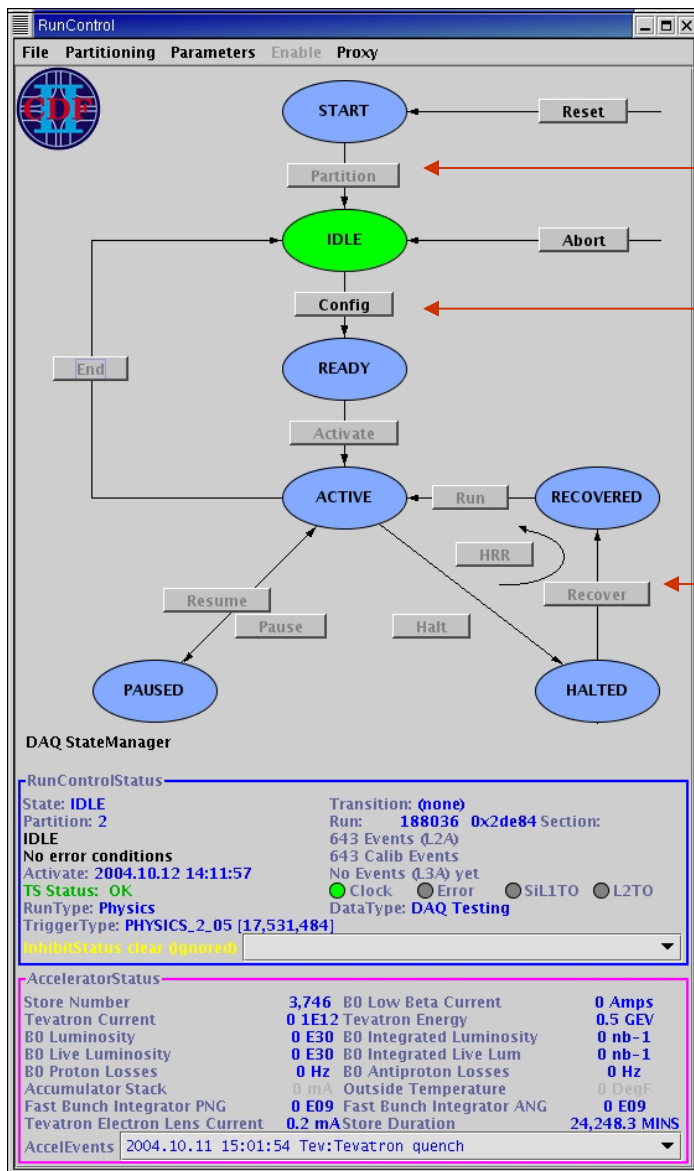 RunControl
File Partitioning Parameters Enable Proxy
CDF
II
START
Reset
Partition
IDLE
Abort
Config
End
READY
Activate
ACTIVE
Run
RECOVERED
HRR
Resume
Recover
Pause
Halt
PAUSED
HALTED
DAQ StateManager
RunControlStatus
State: IDLE Transition: (none)
Partition: 2 Run: 188036 0x2de84 Section:
IDLE 643 Events (L2A)
No error conditions 643 Calib Events
Activate: 2004.10.12 14:11:57 No Events (L3A) yet
TS Status: OK Clock Error SiL1TO L2TO
RunType: Physics DataType: DAQ Testing
TriggerType: PHYSICS_2_05 [17,531,484]
InhibitStatus clear (ignored)
AcceleratorStatus
Store Number 3,746 B0 Low Beta Current 0 Amps
Tevatron Current 0 1E12 Tevatron Energy 0.5 GEV
B0 Luminosity 0 E30 B0 Integrated Luminosity 0 nb-1
B0 Live Luminosity 0 E30 B0 Integrated Live Lum 0 nb-1
B0 Proton Losses 0 Hz B0 Antiproton Losses 0 Hz
Accumulator Stack 0 mA Outside Temperature 0 DegF
Fast Bunch Integrator PNG 0 E09 Fast Bunch Integrator ANG 0 E09
Tevatron Electron Lens Current 0.2 mA Store Duration 24,248.3 MINS
AccelEvents 2004.10.11 15:01:54 Tev:Tevatron quench